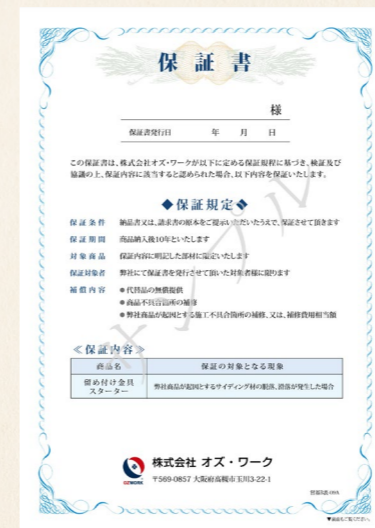 保証書
様
保証書発行日 年 月 日
この保証書は、株式会社オズ・ワークが以下に定める保証規程に基づき、検証及び
協議の上、保証内容に該当すると認められた場合、以下内容を保証いたします。
◆保証規定◆
保証条件 納品書又は、請求書の原本をご提示いただいたうえで、保証させて頂きます
保証期間 商品納入後10年といたします
対象商品 保証内容に明記した部材に限定いたします
保証対象者 弊社にて保証書を発行させて頂いた対象者様に限ります
補償内容 ●代替品の無償提供
●商品不具合箇所の補修
●弊社商品が起因とする施工不具合箇所の補修、又は、補修費用相当額
サンプル
≪保証内容≫
商品名 保証の対象となる現象
留め付け金具
スターター 弊社商品が起因とするサイディング材の脱落、滑落が発生した場合
OZWORK
株式会社 オズ・ワーク
〒569-0857 大阪府高槻市玉川3-22-1
▼裏面もご覧ください。